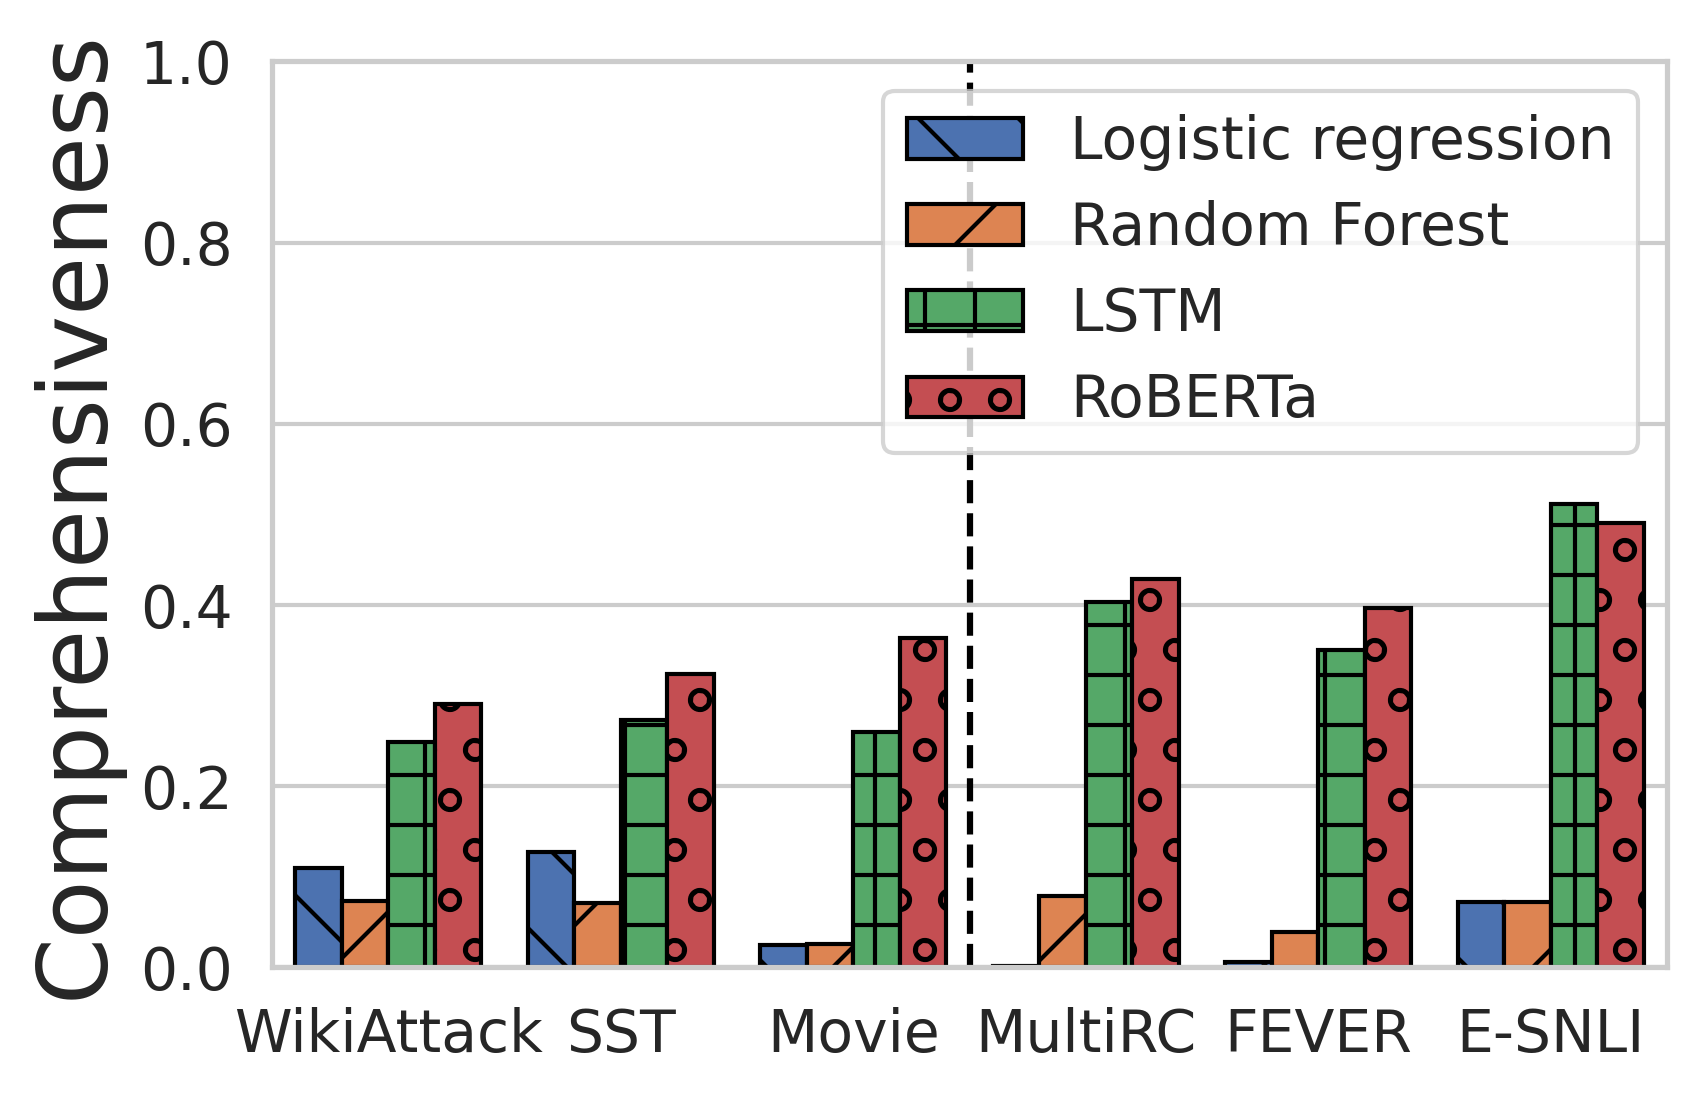 Comprehensiveness
1.0
0.8
0.6
0.4
0.2
0.0
Logistic regression
Random Forest
LSTM
RoBERTa
WikiAttack SST Movie MultiRC FEVER E-SNLI